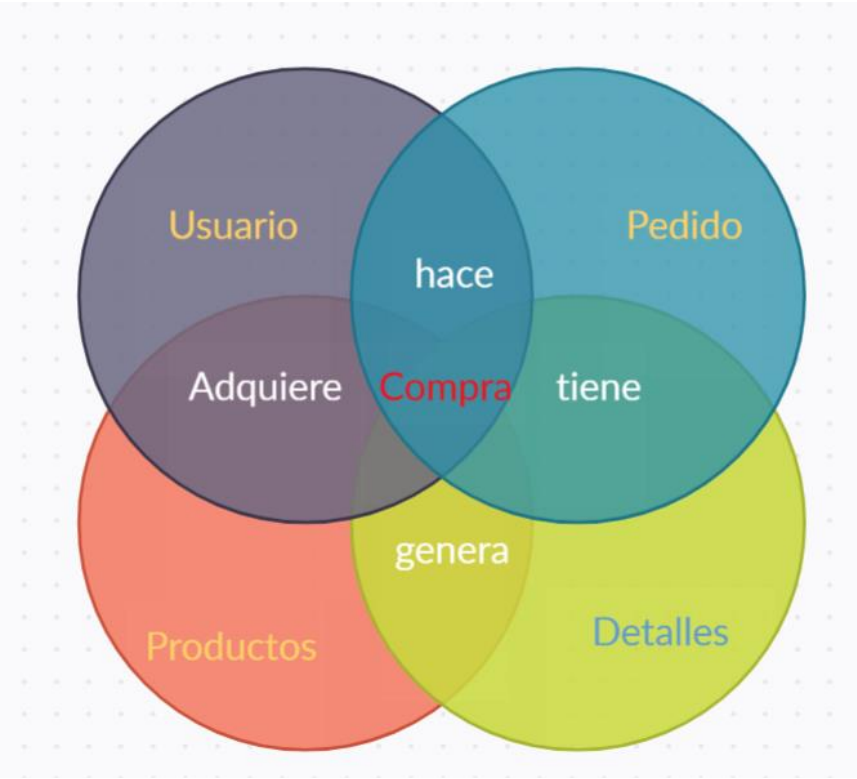 Usuario
Pedido
hace
Adquiere
Compra
tiene
genera
Productos
Detalles